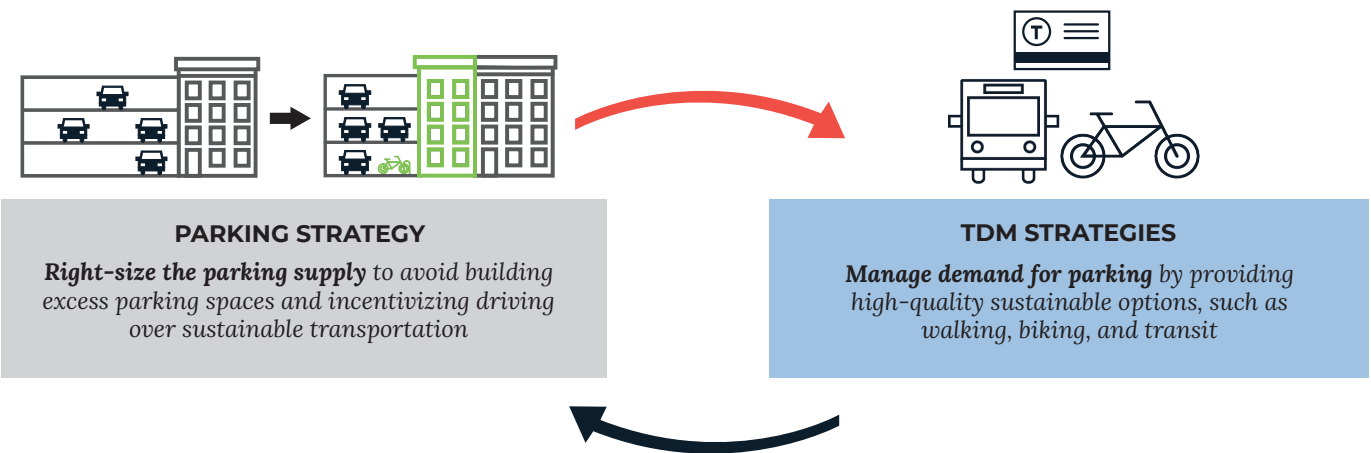 T
PARKING STRATEGY
Right-size the parking supply to avoid building
excess parking spaces and incentivizing driving
over sustainable transportation
TDM STRATEGIES
Manage demand for parking by providing
high-quality sustainable options, such as
walking, biking, and transit